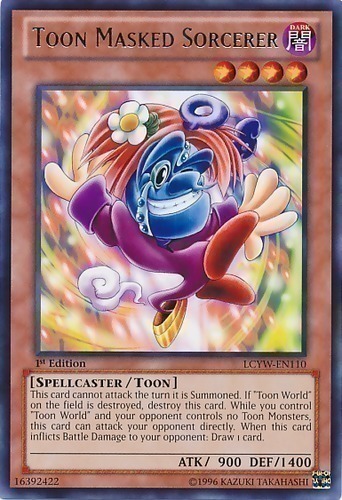 TOON MASKED SORCERER
DARK
闇
1st Edition
LCYW-EN110
[SPELLCASTER / TOON]
This card cannot attack the turn it is Summoned. If "Toon World"
on the field is destroyed, destroy this card. While you control
"Toon World" and your opponent controls no Toon Monsters,
this card can attack your opponent directly. When this card
inflicts Battle Damage to your opponent: Draw 1 card.
ATK/ 900 DEF/1400
16392422
©1996 KAZUKI TAKAHASHI